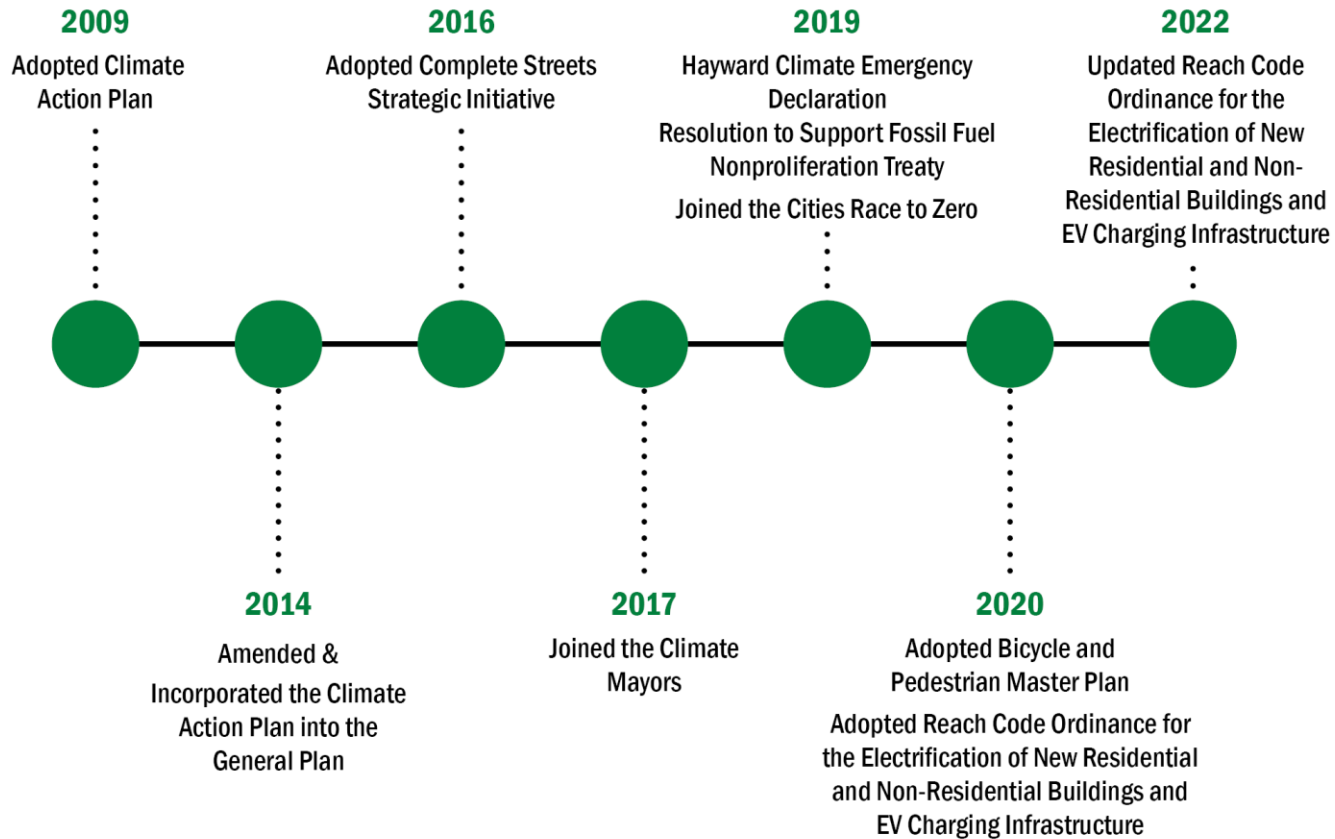 2009
Adopted Climate
Action Plan
2016
Adopted Complete Streets
Strategic Initiative
2019
Hayward Climate Emergency
Declaration
Resolution to Support Fossil Fuel
Nonproliferation Treaty
Joined the Cities Race to Zero
2022
Updated Reach Code
Ordinance for the
Electrification of New
Residential and Non-
Residential Buildings and
EV Charging Infrastructure
2014
Amended &
Incorporated the Climate
Action Plan into the
General Plan
2017
Joined the Climate
Mayors
2020
Adopted Bicycle and
Pedestrian Master Plan
Adopted Reach Code Ordinance for
the Electrification of New Residential
and Non-Residential Buildings and
EV Charging Infrastructure